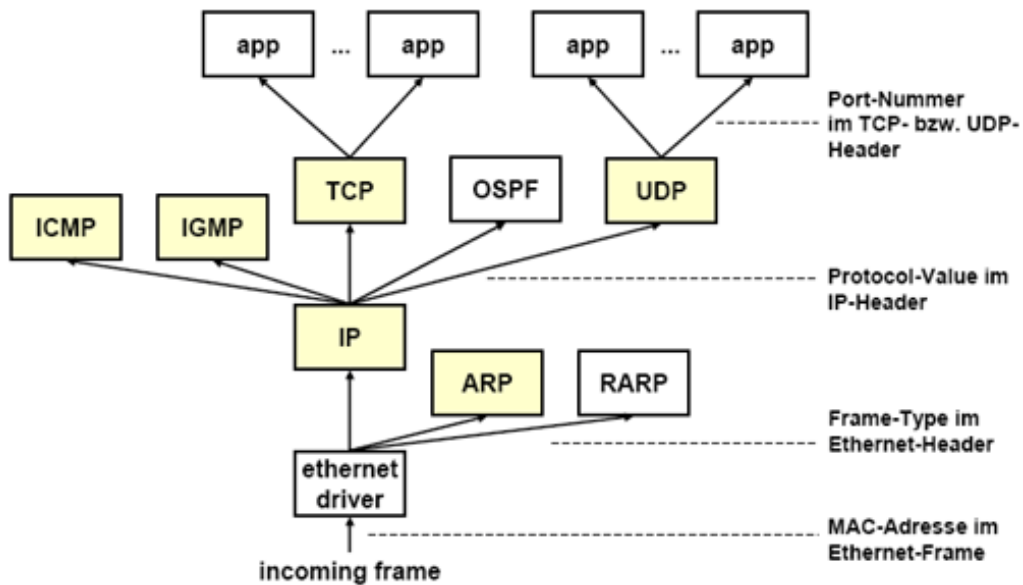 app ... app app ... app
Port-Nummer
im TCP- bzw. UDP-
Header
TCP OSPF UDP
ICMP IGMP
Protocol-Value im
IP-Header
IP
ARP RARP
Frame-Type im
Ethernet-Header
ethernet
driver
MAC-Adresse im
Ethernet-Frame
incoming frame